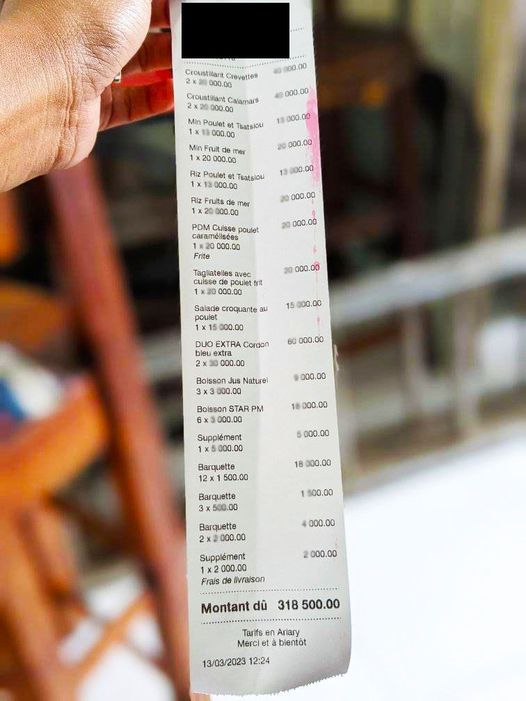 Croustillant Crevettes 40 000.00
2 x 20 000.00
Croustillant Calamars 40 000.00
2 x 20 000.00
Min Poulet et Tsatsiou 13 000.00
1 x 13 000.00
Min Fruit de mer 20 000.00
1 x 20 000.00
Riz Poulet et Tsatsiou 13 000.00
1 x 13 000.00
Riz Fruits de mer 20 000.00
1 x 20 000.00
PDM Cuisse poulet 20 000.00
caramélisées
1 x 20 000.00
Frite
Tagliatelles avec 20 000.00
cuisse de poulet frit
1 x 20 000.00
Salade croquante au 15 000.00
poulet
1 x 15 000.00
DUO EXTRA Cordon 60 000.00
bleu extra
2 x 30 000.00
Boisson Jus Naturel 9 000.00
3 x 3 000.00
Boisson STAR PM 18 000.00
6 x 3 000.00
Supplément 5 000.00
1 x 5 000.00
Barquette 18 000.00
12 x 1 500.00
Barquette 1 500.00
3 x 500.00
Barquette 4 000.00
2 x 2 000.00
Supplément 2 000.00
1 x 2 000.00
Frais de livraison
Montant dû 318 500.00
Tarifs en Ariary
Merci et à bientôt
13/03/2023 12:24